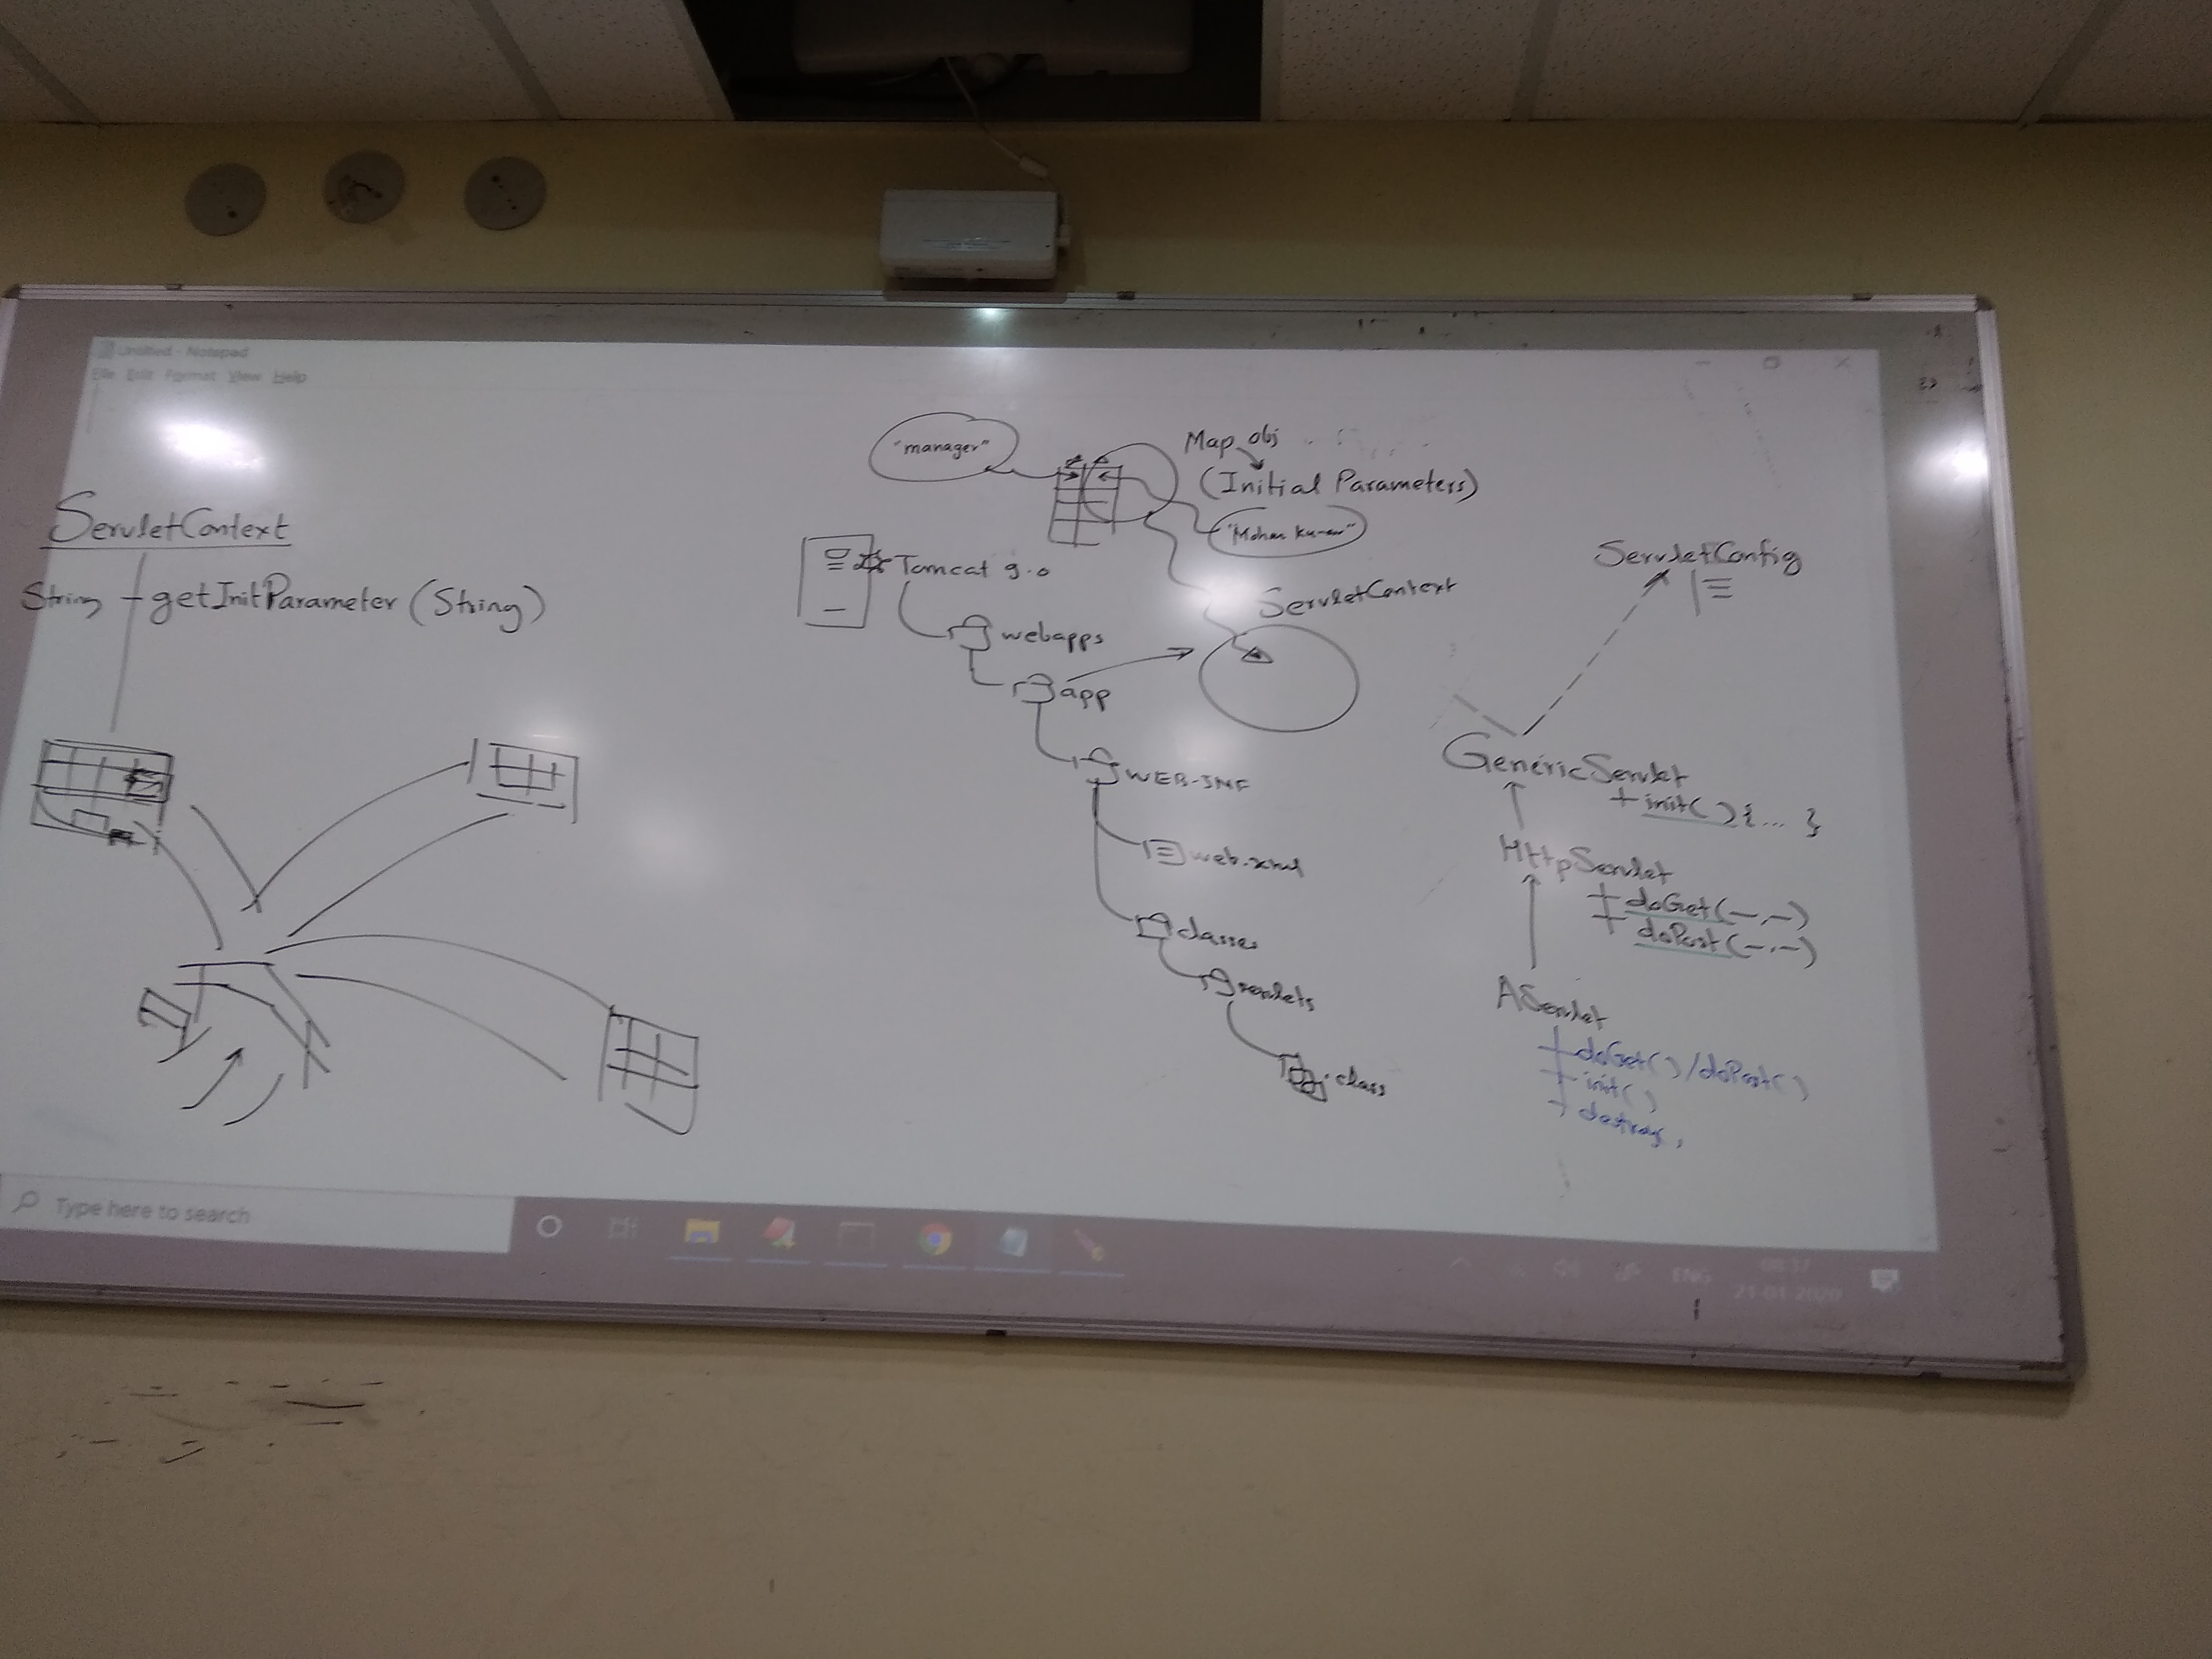 Untitled - Notepad
File Edit Format View Help
ServletContext
String getInitParameter (String)
"manager"
Map obj
(Initial Parameters)
Tomcat 9.0
webapps
app
WEB-INF
web.xml
classes
servlets
.class
ServletContext
ServletConfig
GenericServlet
+ init() {... }
HttpServlet
doGet(-,-)
doPost(-,-)
AServlet
doGet() / doPost()
init()
destroy
Type here to search
ENG
21-01-2020